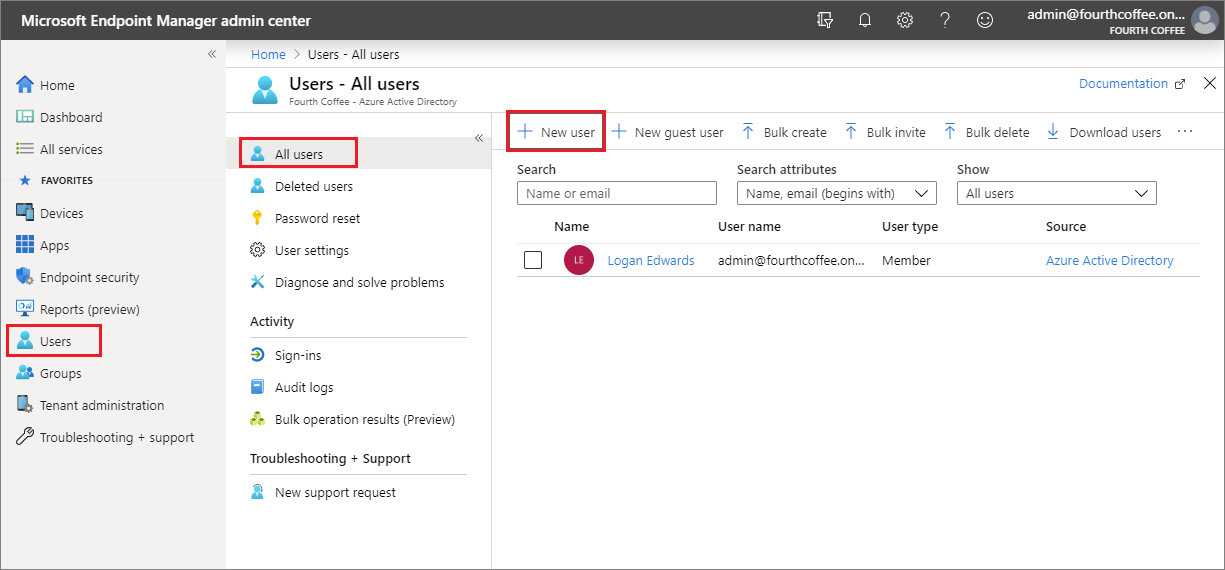 Microsoft Endpoint Manager admin center
admin@fourthcoffee.on...
FOURTH COFFEE
Home
Dashboard
All services
FAVORITES
Devices
Apps
Endpoint security
Reports (preview)
Users
Groups
Tenant administration
Troubleshooting + support
Home > Users - All users
Users - All users
Fourth Coffee - Azure Active Directory
Documentation
All users
Deleted users
Password reset
User settings
Diagnose and solve problems
Activity
Sign-ins
Audit logs
Bulk operation results (Preview)
Troubleshooting + Support
New support request
New user New guest user Bulk create Bulk invite Bulk delete Download users ...
Search Search attributes Show
Name or email Name, email (begins with) All users
Name User name User type Source
LE Logan Edwards admin@fourthcoffee.on... Member Azure Active Directory